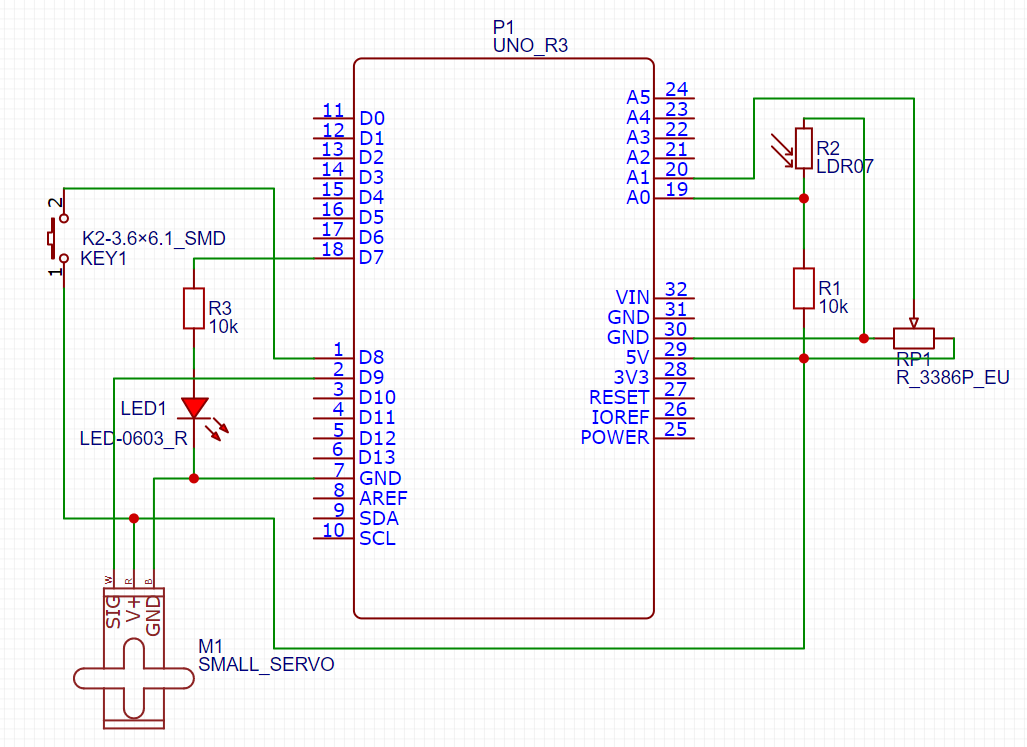 P1
UNO_R3
11
D0
12
D1
13
D2
14
D3
15
D4
16
D5
17
D6
18
D7
1
D8
2
D9
3
D10
4
D11
5
D12
6
D13
7
GND
8
AREF
9
SDA
10
SCL
A5
24
A4
23
A3
22
A2
21
A1
20
A0
19
VIN
32
GND
31
GND
30
5V
29
3V3
28
RESET
27
IOREF
26
POWER
25
2
K2-3.6×6.1_SMD
KEY1
1
R3
10k
LED1
LED-0603_R
R2
LDR07
R1
10k
RP1
R_3386P_EU
W
R
B
SIG
V+
GND
M1
SMALL_SERVO